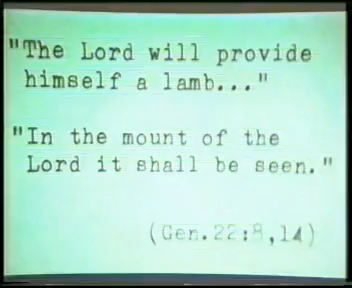 "The Lord will provide
himself a lamb..."
"In the mount of the
Lord it shall be seen."
(Gen.22:8,14)